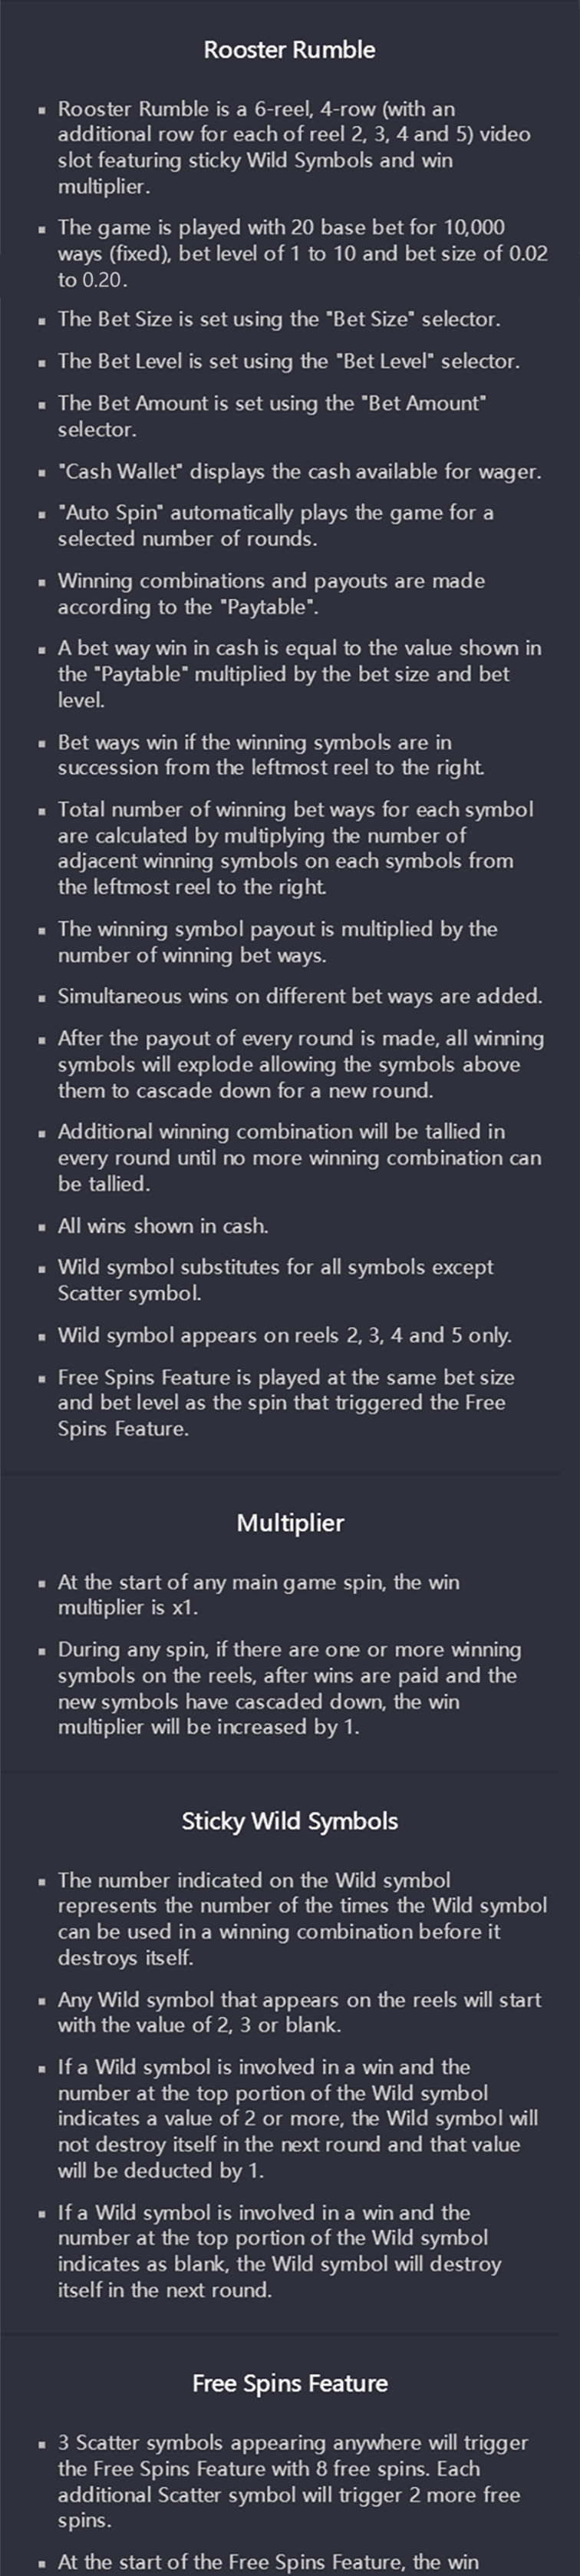 Rooster Rumble
▪ Rooster Rumble is a 6-reel, 4-row (with an
additional row for each of reel 2, 3, 4 and 5) video
slot featuring sticky Wild Symbols and win
multiplier.
▪ The game is played with 20 base bet for 10,000
ways (fixed), bet level of 1 to 10 and bet size of 0.02
to 0.20.
▪ The Bet Size is set using the "Bet Size" selector.
▪ The Bet Level is set using the "Bet Level" selector.
▪ The Bet Amount is set using the "Bet Amount"
selector.
▪ "Cash Wallet" displays the cash available for wager.
▪ "Auto Spin" automatically plays the game for a
selected number of rounds.
▪ Winning combinations and payouts are made
according to the "Paytable".
▪ A bet way win in cash is equal to the value shown in
the "Paytable" multiplied by the bet size and bet
level.
▪ Bet ways win if the winning symbols are in
succession from the leftmost reel to the right.
▪ Total number of winning bet ways for each symbol
are calculated by multiplying the number of
adjacent winning symbols on each symbols from
the leftmost reel to the right.
▪ The winning symbol payout is multiplied by the
number of winning bet ways.
▪ Simultaneous wins on different bet ways are added.
▪ After the payout of every round is made, all winning
symbols will explode allowing the symbols above
them to cascade down for a new round.
▪ Additional winning combination will be tallied in
every round until no more winning combination can
be tallied.
▪ All wins shown in cash.
▪ Wild symbol substitutes for all symbols except
Scatter symbol.
▪ Wild symbol appears on reels 2, 3, 4 and 5 only.
▪ Free Spins Feature is played at the same bet size
and bet level as the spin that triggered the Free
Spins Feature.
Multiplier
▪ At the start of any main game spin, the win
multiplier is x1.
▪ During any spin, if there are one or more winning
symbols on the reels, after wins are paid and the
new symbols have cascaded down, the win
multiplier will be increased by 1.
Sticky Wild Symbols
▪ The number indicated on the Wild symbol
represents the number of the times the Wild symbol
can be used in a winning combination before it
destroys itself.
▪ Any Wild symbol that appears on the reels will start
with the value of 2, 3 or blank.
▪ If a Wild symbol is involved in a win and the
number at the top portion of the Wild symbol
indicates a value of 2 or more, the Wild symbol will
not destroy itself in the next round and that value
will be deducted by 1.
▪ If a Wild symbol is involved in a win and the
number at the top portion of the Wild symbol
indicates as blank, the Wild symbol will destroy
itself in the next round.
Free Spins Feature
▪ 3 Scatter symbols appearing anywhere will trigger
the Free Spins Feature with 8 free spins. Each
additional Scatter symbol will trigger 2 more free
spins.
▪ At the start of the Free Spins Feature, the win